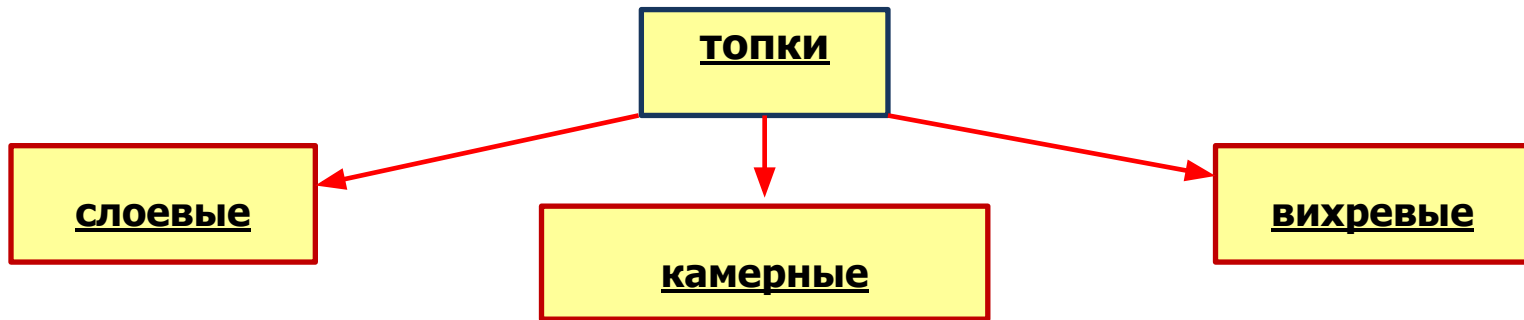 топки
слоевые
камерные
вихревые